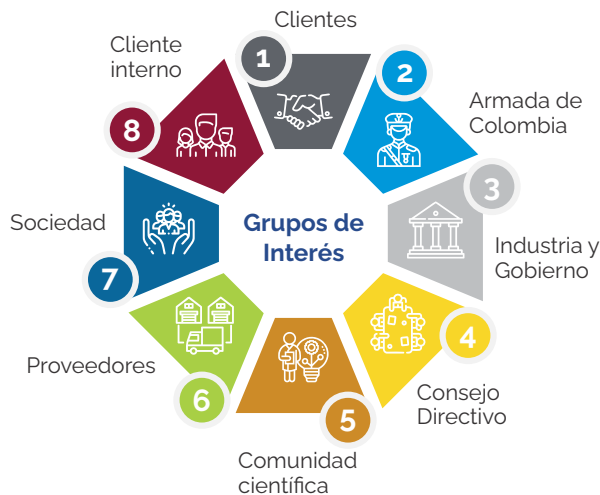 Clientes
1
2
Armada de
Colombia
3
Industria y
Gobierno
4
Consejo
Directivo
5
Comunidad
científica
6
Proveedores
7
Sociedad
8
Cliente
interno
Grupos de
Interés